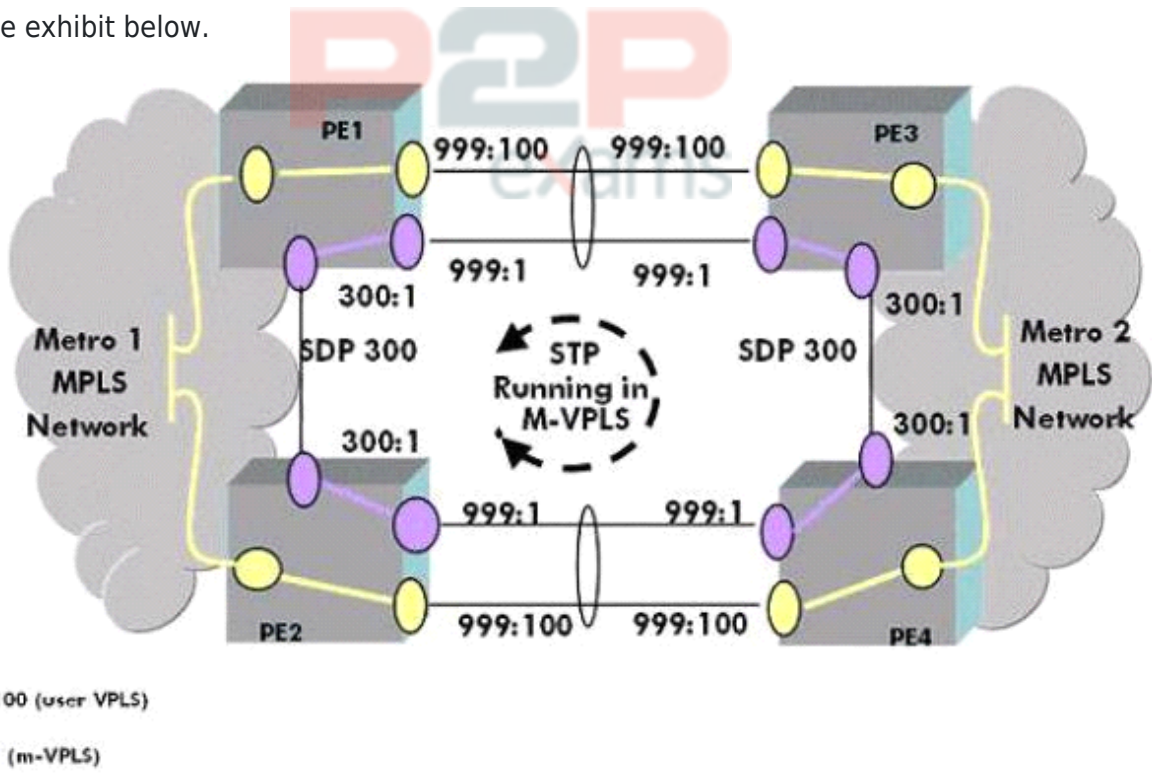 e exhibit below.
P2P
exams
PE1
PE3
999:100
999:100
999:1
999:1
300:1
300:1
Metro 1
MPLS
Network
SDP 300
STP
Running in
M-VPLS
SDP 300
Metro 2
MPLS
Network
300:1
300:1
999:1
999:1
999:100
999:100
PE2
PE4
00 (user VPLS)
(m-VPLS)